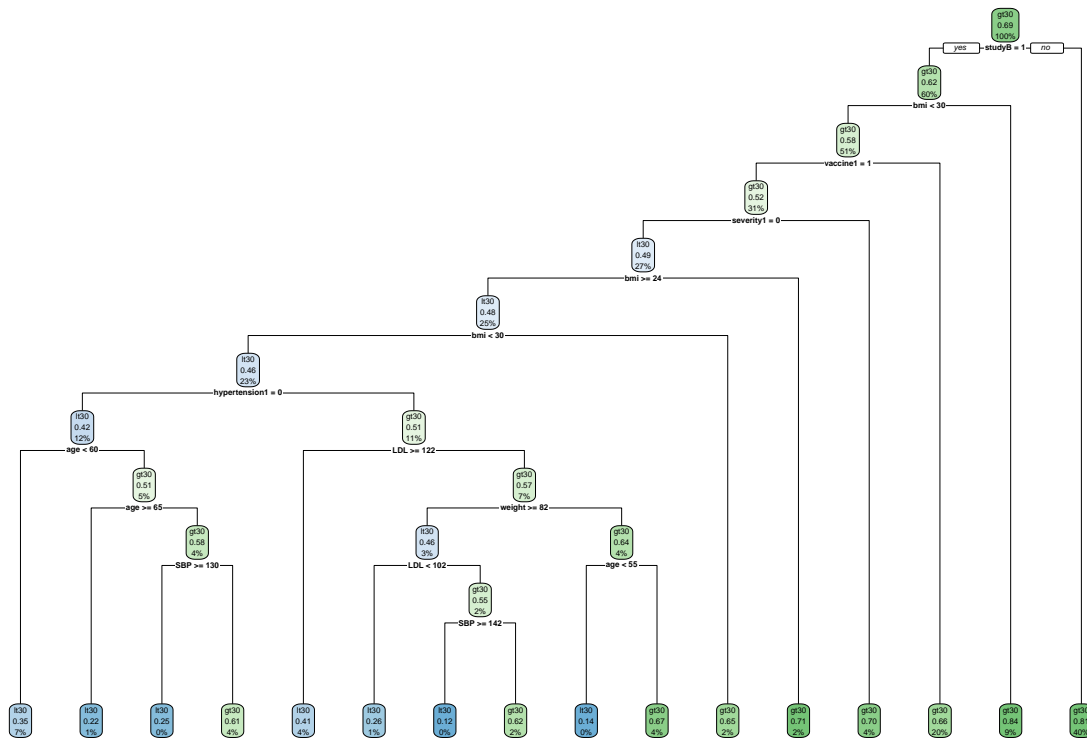 gt30
0.69
100%
yes studyB = 1 no
gt30
0.62
60%
bmi < 30
gt30
0.58
51%
vaccine1 = 1
gt30
0.52
31%
severity1 = 0
lt30
0.49
27%
bmi >= 24
lt30
0.48
25%
bmi < 30
lt30
0.46
23%
hypertension1 = 0
lt30 gt30
0.42 0.51
12% 11%
age < 60 LDL >= 122
gt30 gt30
0.51 0.57
5% 7%
age >= 65 weight >= 82
gt30 lt30 gt30
0.58 0.46 0.64
4% 3% 4%
SBP >= 130 LDL < 102 age < 55
gt30
0.55
2%
SBP >= 142
lt30 lt30 lt30 gt30 lt30 lt30 lt30 gt30 lt30 gt30 gt30 gt30 gt30 gt30 gt30 gt30
0.35 0.22 0.25 0.61 0.41 0.26 0.12 0.62 0.14 0.67 0.65 0.71 0.70 0.66 0.84 0.81
7% 1% 0% 4% 4% 1% 0% 2% 0% 4% 2% 2% 4% 20% 9% 40%